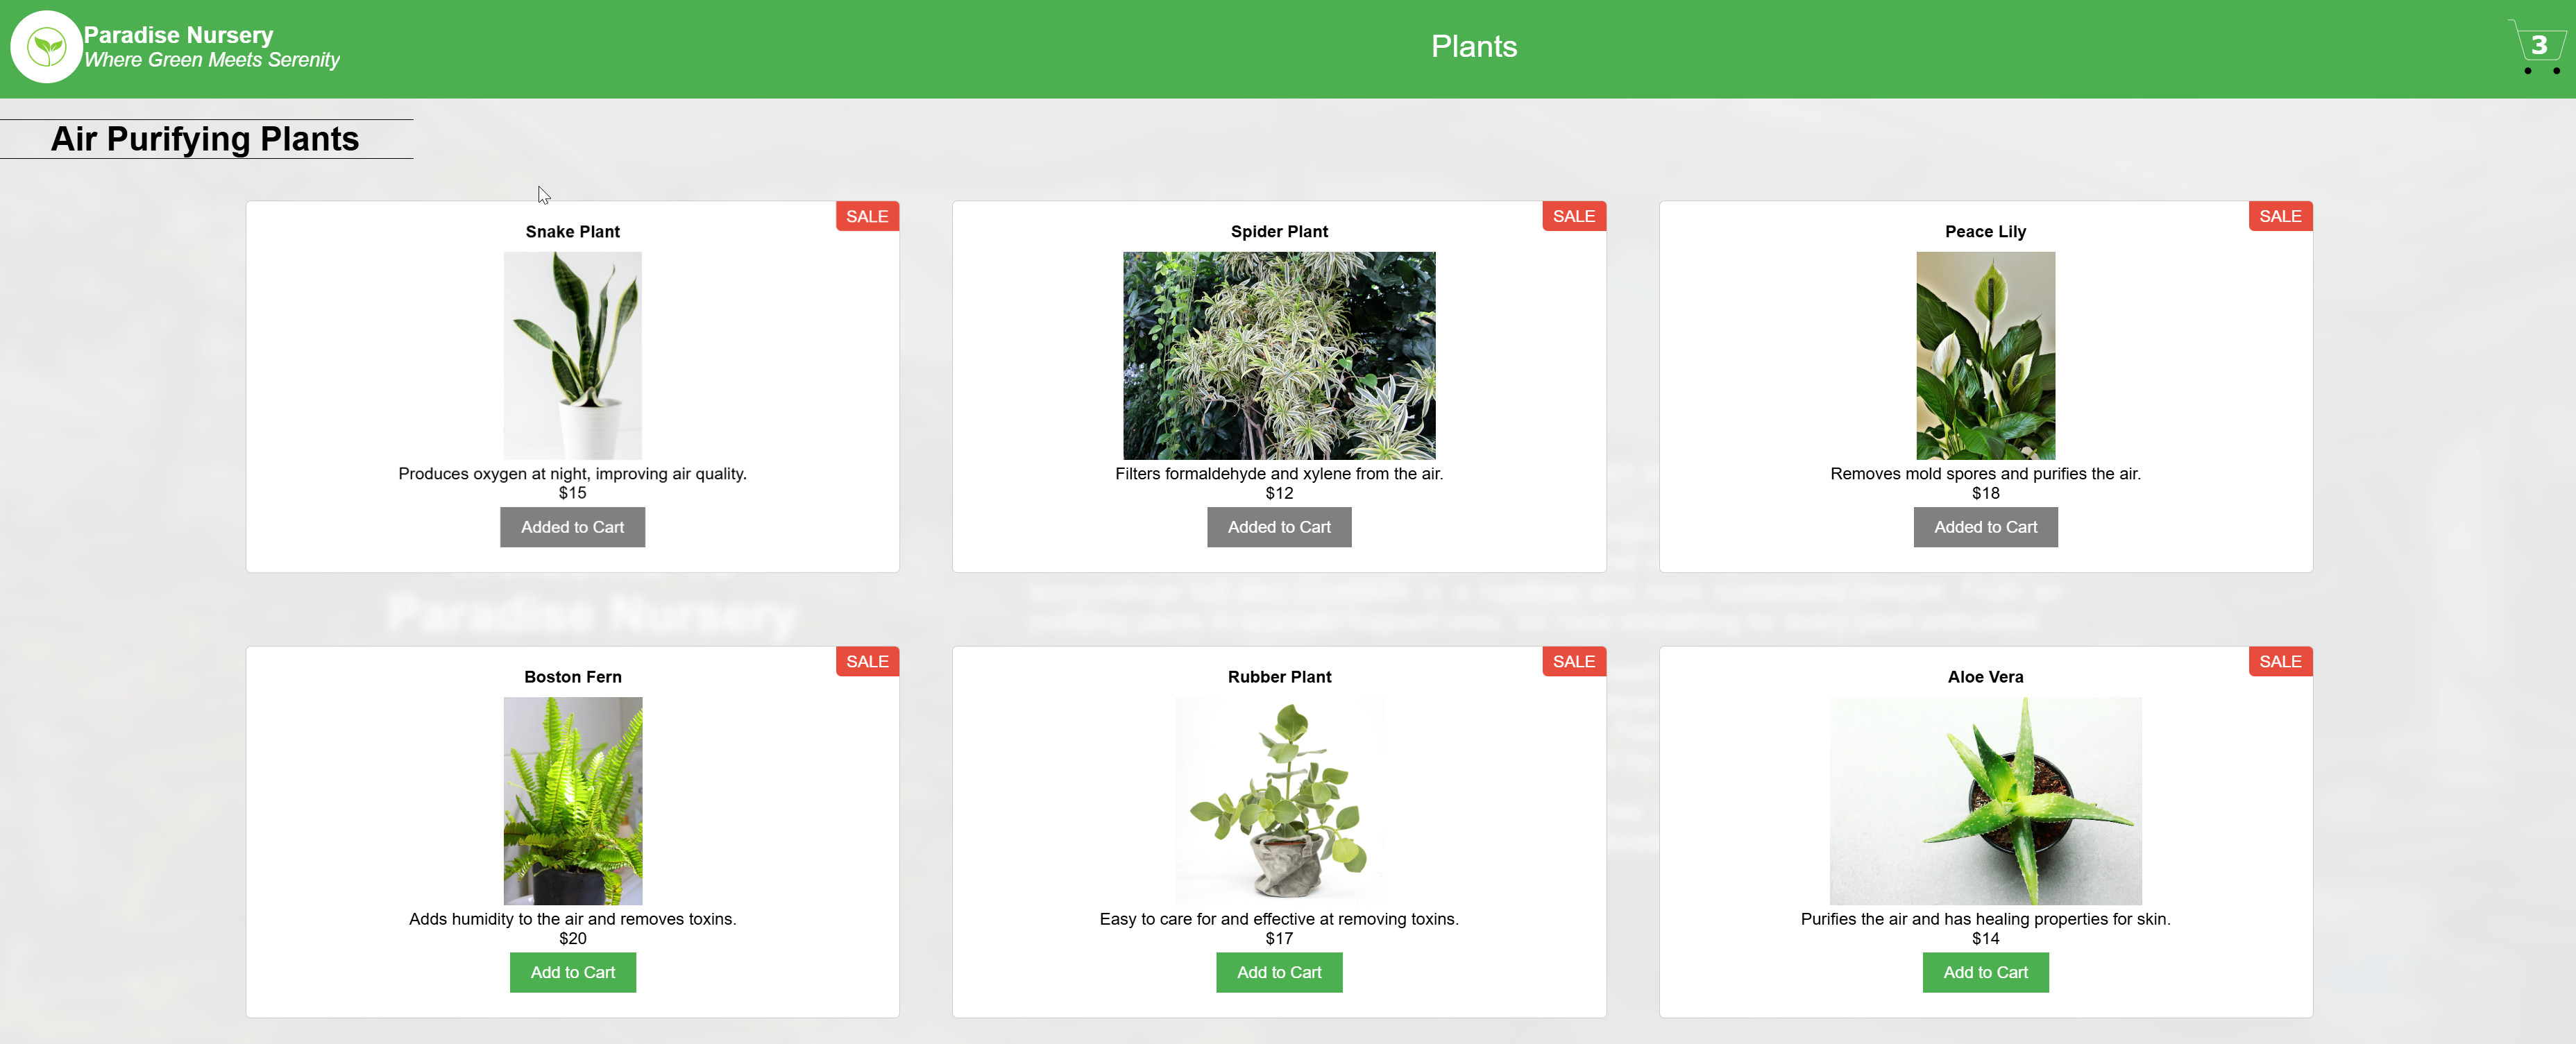 Paradise Nursery
Where Green Meets Serenity
Plants
3
Air Purifying Plants
SALE
Snake Plant
Produces oxygen at night, improving air quality.
$15
Added to Cart
SALE
Spider Plant
Filters formaldehyde and xylene from the air.
$12
Added to Cart
SALE
Peace Lily
Removes mold spores and purifies the air.
$18
Added to Cart
Paradise Nursery
SALE
Boston Fern
Adds humidity to the air and removes toxins.
$20
Add to Cart
SALE
Rubber Plant
Easy to care for and effective at removing toxins.
$17
Add to Cart
SALE
Aloe Vera
Purifies the air and has healing properties for skin.
$14
Add to Cart